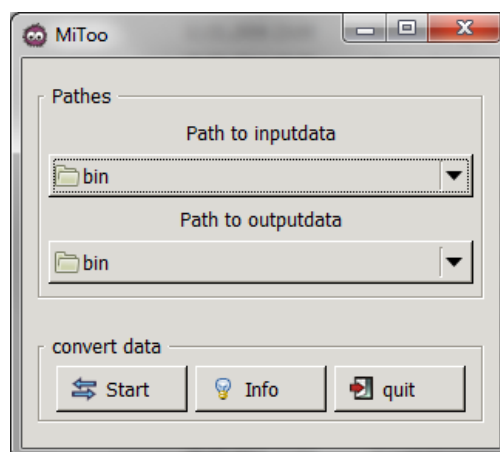 MiToo
Pathes
Path to inputdata
bin
Path to outputdata
bin
convert data
Start Info quit